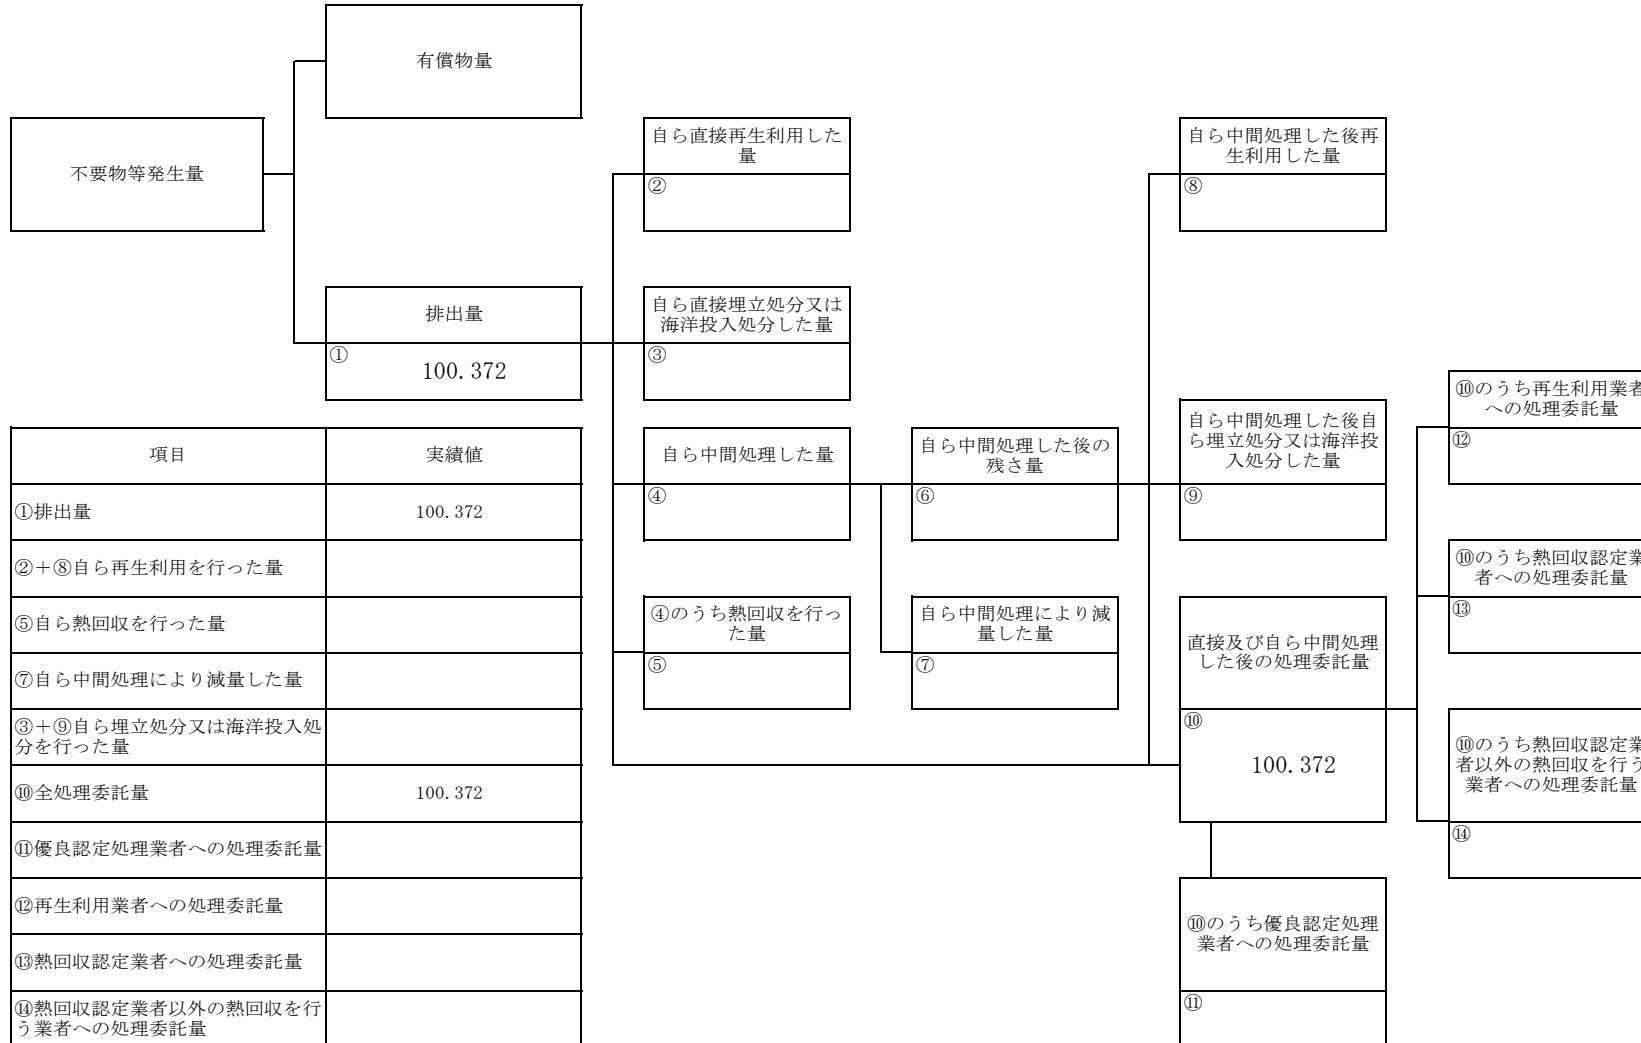 有償物量
不要物等発生量
自ら直接再生利用した
量
②
自ら中間処理した後再
生利用した量
⑧
排出量
①
100.372
自ら直接埋立処分又は
海洋投入処分した量
③
⑩のうち再生利用業者
への処理委託量
⑫
自ら中間処理した量
④
自ら中間処理した後の
残さ量
⑥
自ら中間処理した後自
ら埋立処分又は海洋投
入処分した量
⑨
⑩のうち熱回収認定業
者への処理委託量
⑬
④のうち熱回収を行っ
た量
⑤
自ら中間処理により減
量した量
⑦
直接及び自ら中間処理
した後の処理委託量
⑩
100.372
⑩のうち熱回収認定業
者以外の熱回収を行う
業者への処理委託量
⑭
⑩のうち優良認定処理
業者への処理委託量
⑪
項目 実績値
①排出量 100.372
②＋⑧自ら再生利用を行った量
⑤自ら熱回収を行った量
⑦自ら中間処理により減量した量
③＋⑨自ら埋立処分又は海洋投入処
分を行った量
⑩全処理委託量 100.372
⑪優良認定処理業者への処理委託量
⑫再生利用業者への処理委託量
⑬熱回収認定業者への処理委託量
⑭熱回収認定業者以外の熱回収を行
う業者への処理委託量